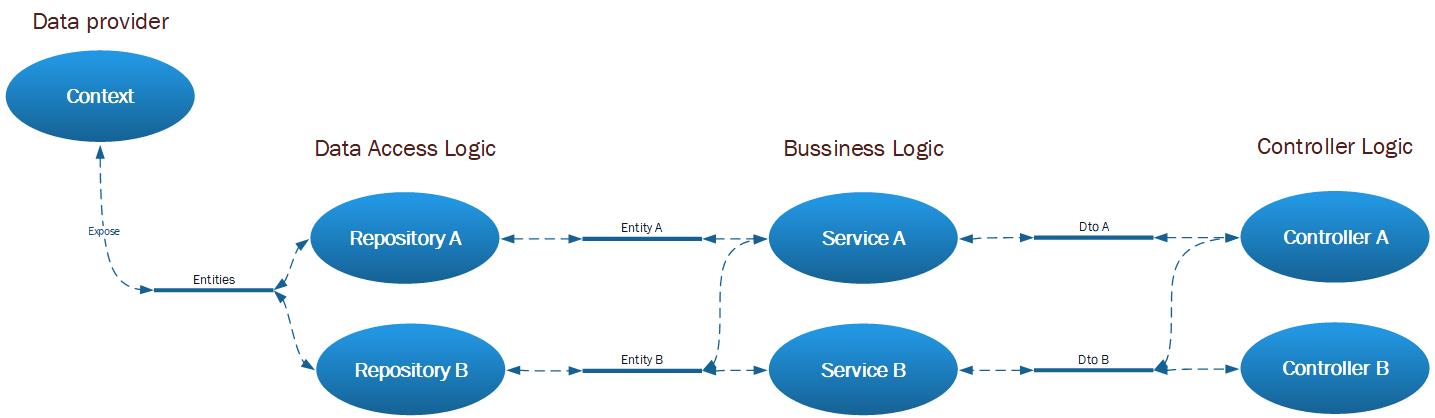 Data provider
Context
Data Access Logic
Bussiness Logic
Controller Logic
Expose
Entities
Repository A
Entity A
Service A
Dto A
Controller A
Repository B
Entity B
Service B
Dto B
Controller B